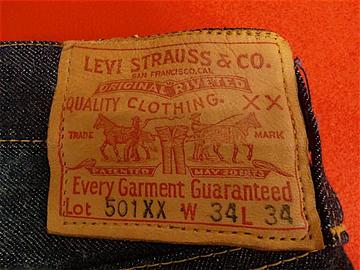 LEVI STRAUSS & CO.
SAN FRANCISCO, CAL.
ORIGINAL RIVETED
QUALITY CLOTHING. XX
TRADE MARK
PATENTED MAY 20 1873
Every Garment Guaranteed
Lot 501XX W 34 L 34